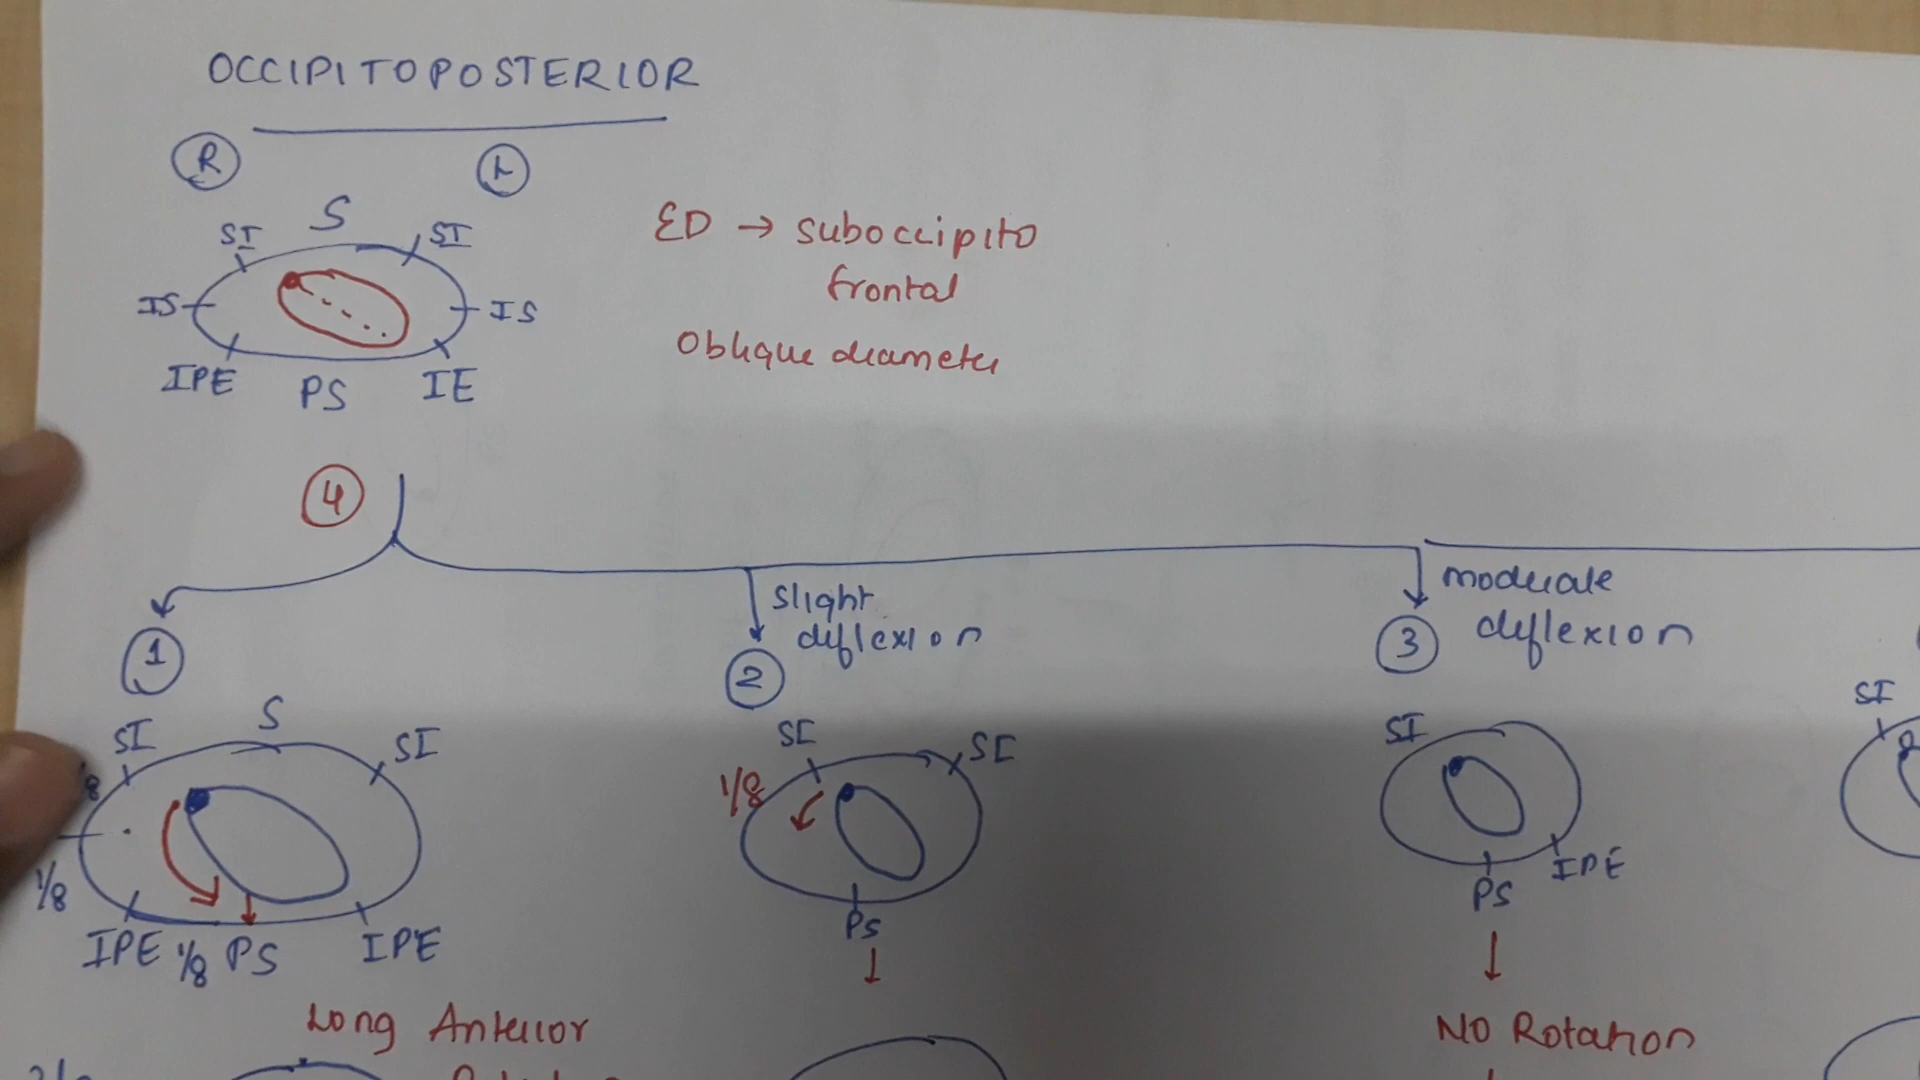 OCCIPITOPOSTERIOR
R L
S
SI SI
IS IS
IPE PS IE
ED → suboccipito
frontal
Oblique diameter
4
1
slight
deflexion
2
moderate
deflexion
3
S
SI SI
1/8
1/8
IPE 1/8 PS IPE
SI SI
1/8
PS
SI
IPE
PS
SI
Long Anterior
No Rotation